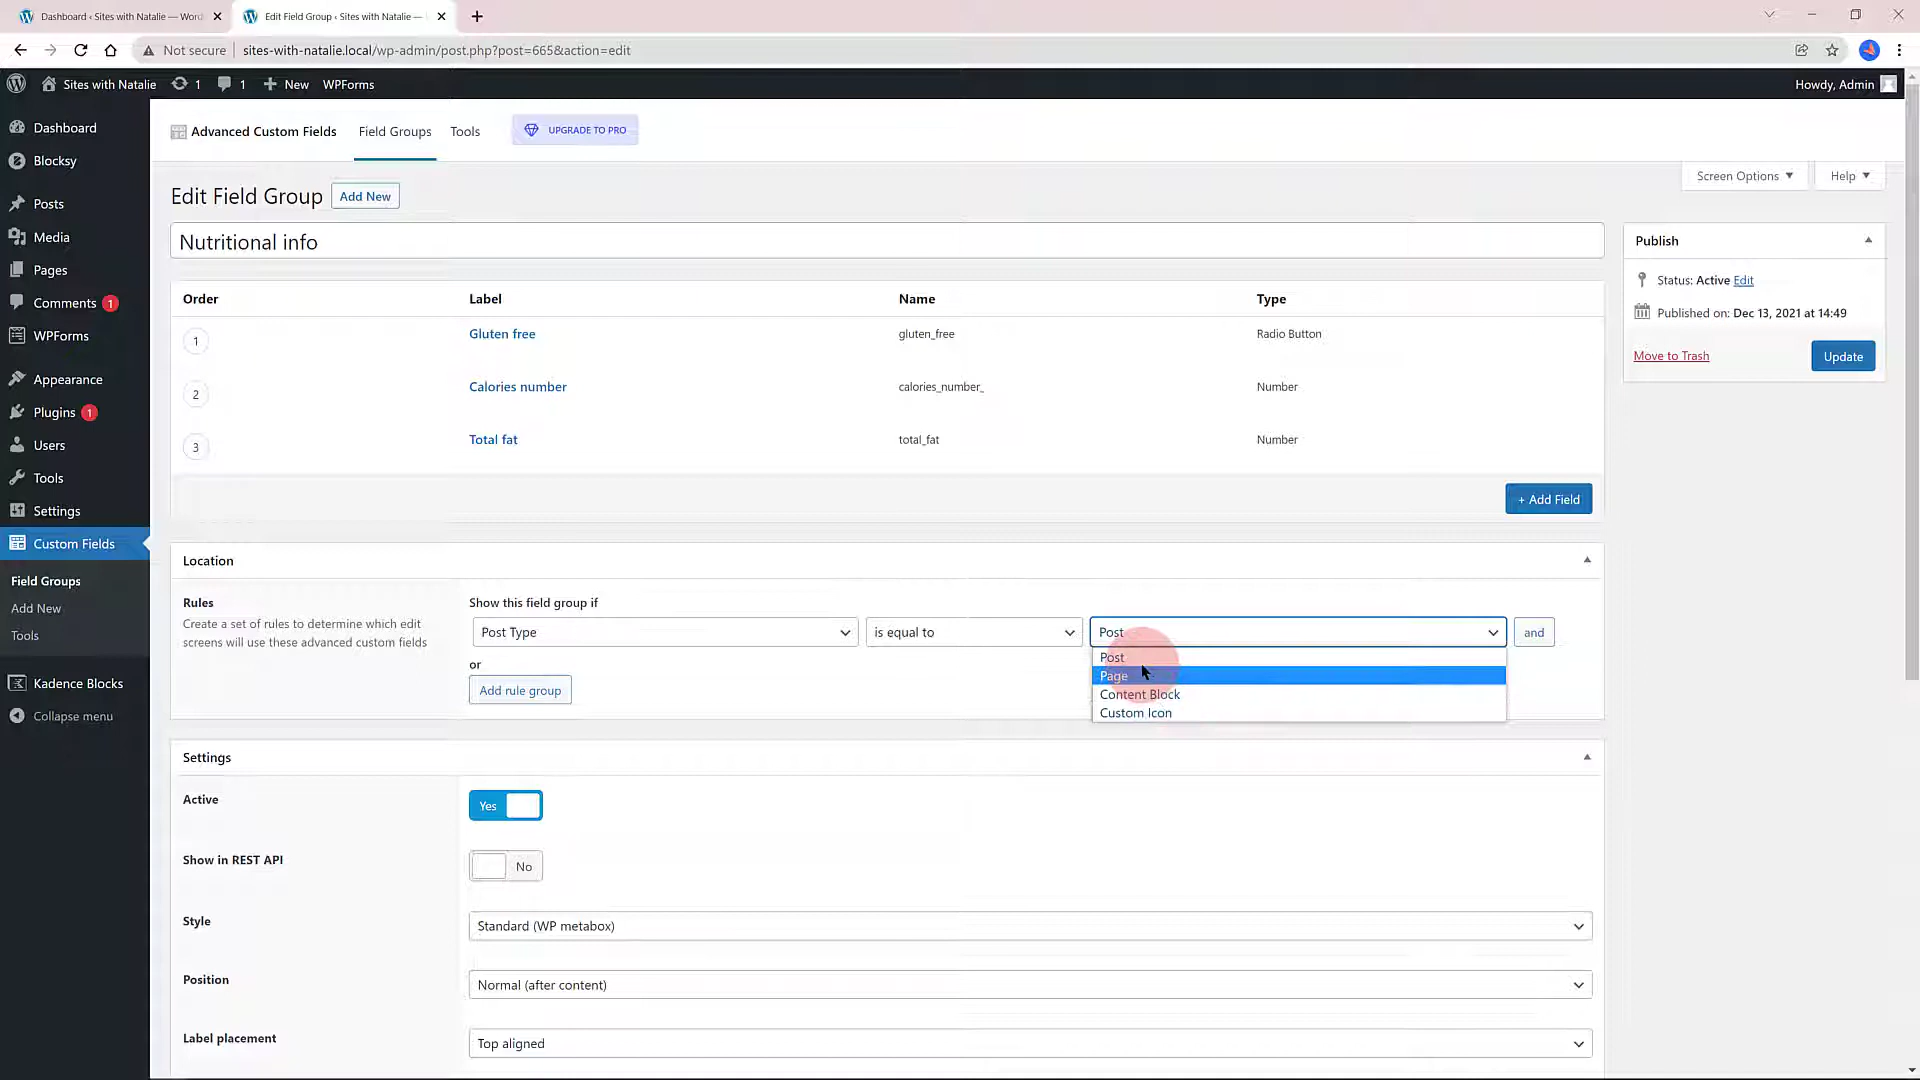 Dashboard ‹ Sites with Natalie — Word
Edit Field Group ‹ Sites with Natalie —
Not secure
sites-with-natalie.local/wp-admin/post.php?post=665&action=edit
Sites with Natalie
1
1
New
WPForms
Howdy, Admin
Dashboard
Blocksy
Posts
Media
Pages
Comments 1
WPForms
Appearance
Plugins 1
Users
Tools
Settings
Custom Fields
Field Groups
Add New
Tools
Kadence Blocks
Collapse menu
Advanced Custom Fields
Field Groups
Tools
UPGRADE TO PRO
Screen Options
Help
Edit Field Group
Add New
Nutritional info
Order
Label
Name
Type
1
Gluten free
gluten_free
Radio Button
2
Calories number
calories_number_
Number
3
Total fat
total_fat
Number
+ Add Field
Publish
Status: Active Edit
Published on: Dec 13, 2021 at 14:49
Move to Trash
Update
Location
Rules
Create a set of rules to determine which edit
screens will use these advanced custom fields
Show this field group if
Post Type
is equal to
Post
and
Post
Page
Content Block
Custom Icon
or
Add rule group
Settings
Active
Yes
Show in REST API
No
Style
Standard (WP metabox)
Position
Normal (after content)
Label placement
Top aligned